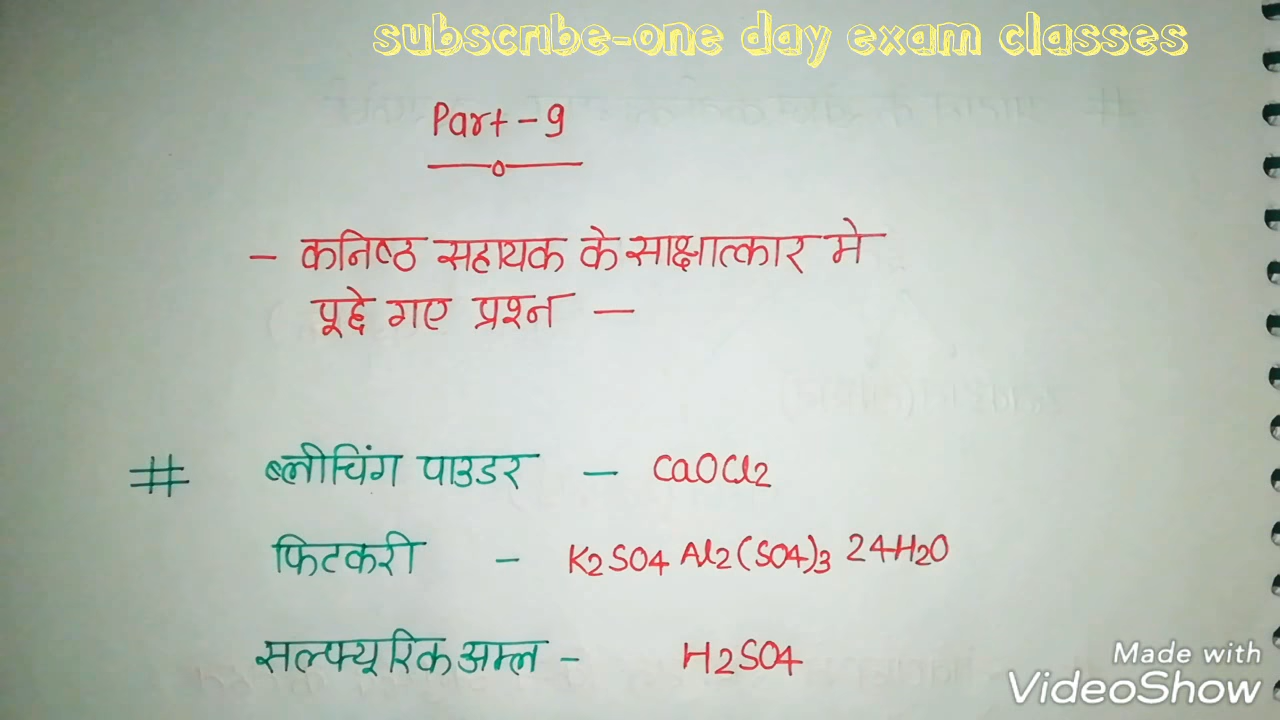 subscribe-one day exam classes
Part - 9
- कनिष्ठ सहायक के साक्षात्कार मे
पूछे गए प्रश्न -
# ब्लीचिंग पाउडर - CaOCl2
फिटकरी - K2SO4 Al2(SO4)3 24H2O
सल्फ्यूरिक अम्ल - H2SO4
Made with
VideoShow